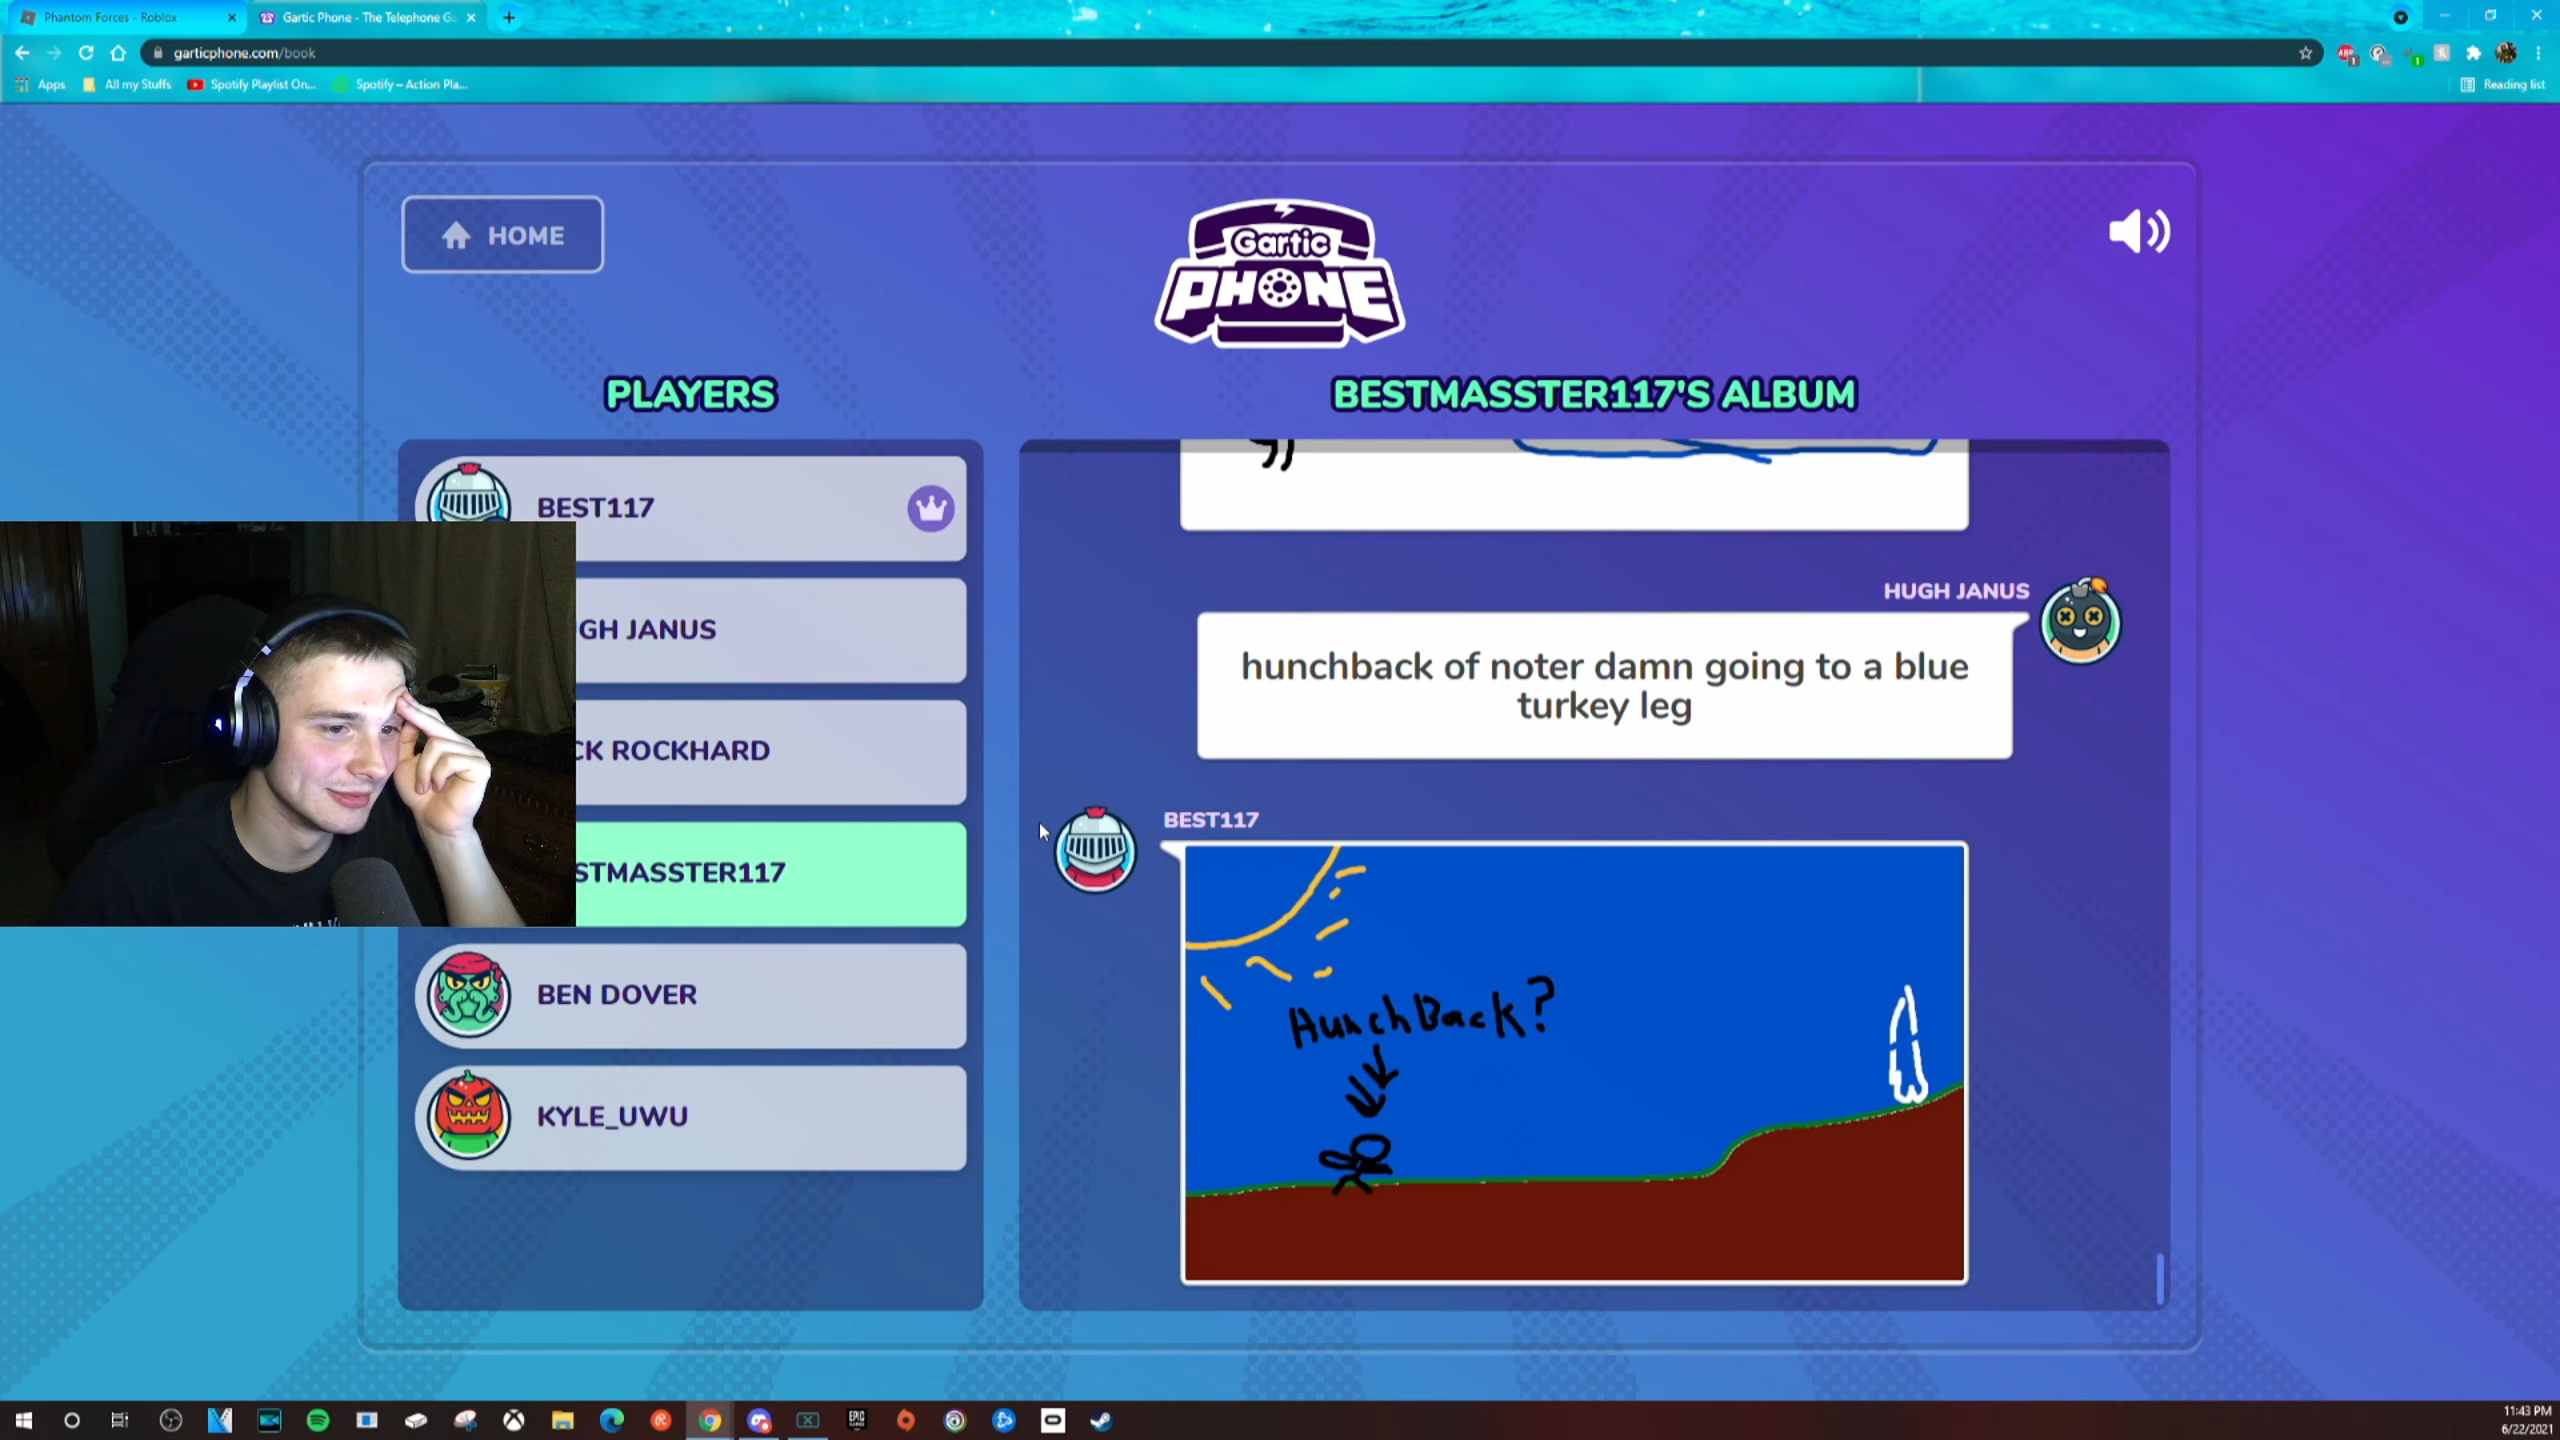 Phantom Forces - Roblox
Gartic Phone - The Telephone Ga
garticphone.com/book
Apps
All my Stuffs
Spotify Playlist On...
Spotify – Action Pla...
Reading list
HOME
Gartic
PHONE
PLAYERS
BESTMASSTER117'S ALBUM
BEST117
GH JANUS
CK ROCKHARD
STMASSTER117
BEN DOVER
KYLE_UWU
HUGH JANUS
hunchback of noter damn going to a blue
turkey leg
BEST117
HunchBack?
11:43 PM
6/22/2021